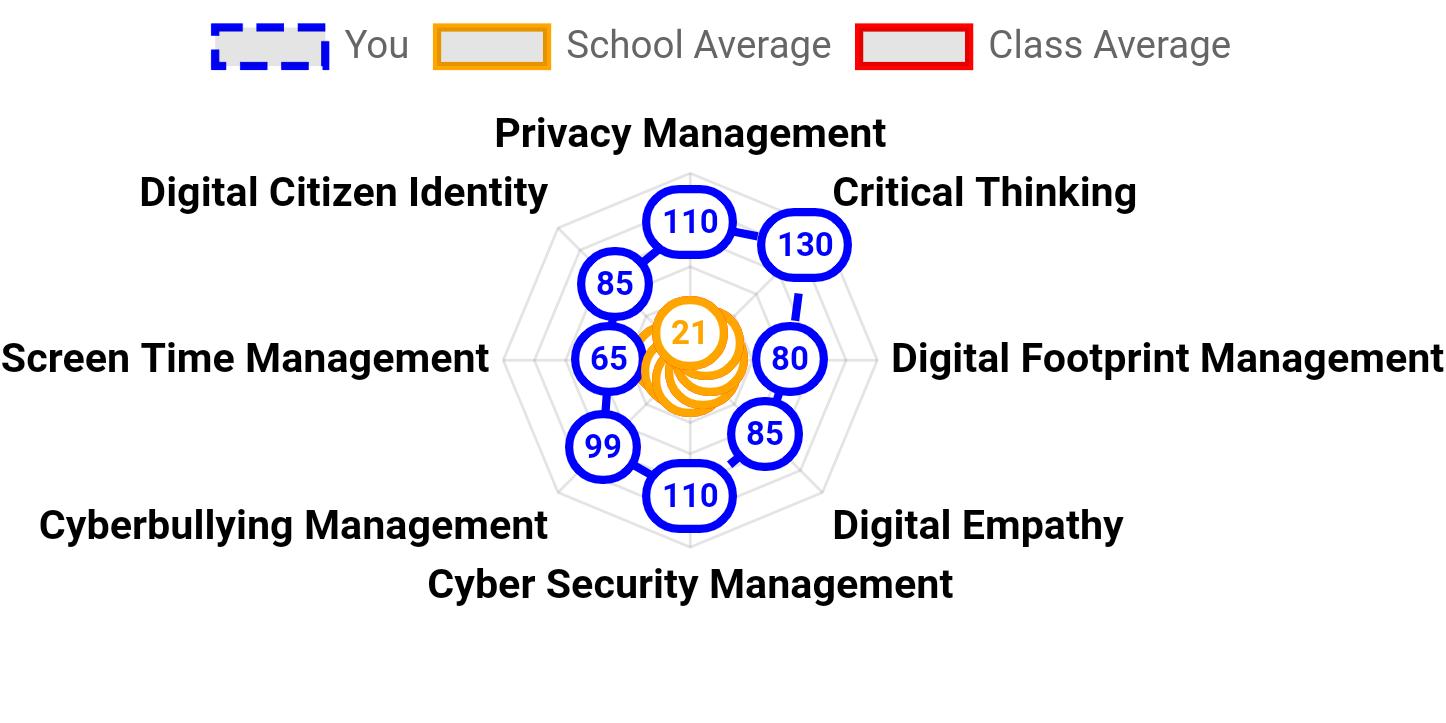 You School Average Class Average
Privacy Management
Digital Citizen Identity Critical Thinking
110
130
85
21
Screen Time Management 65 80 Digital Footprint Management
85
99
110
Cyberbullying Management Digital Empathy
Cyber Security Management